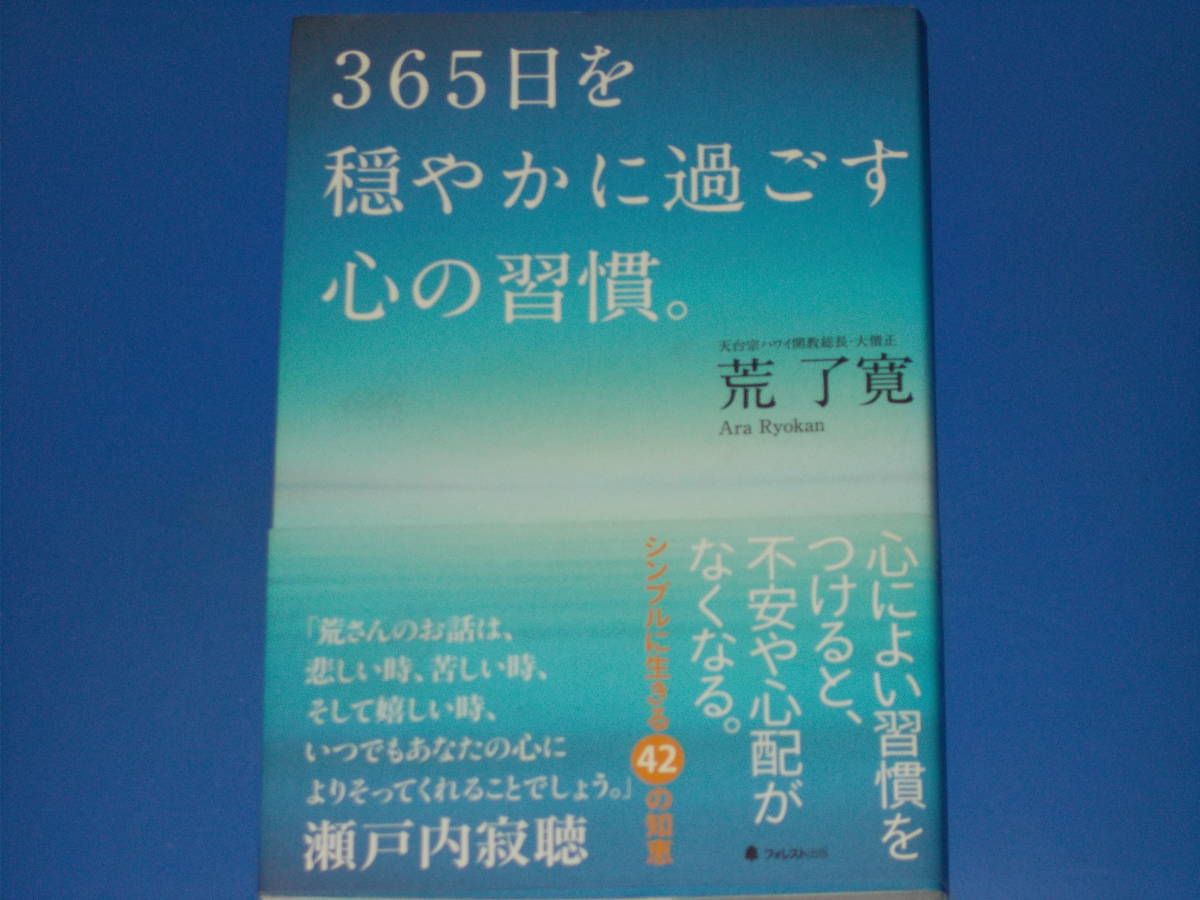 365日を
穏やかに過ごす
心の習慣。
天台宗ハワイ開教総長・大僧正
荒 了寛
Ara Ryokan
心によい習慣を
つけると、
不安や心配が
なくなる。
シンプルに生きる42の知恵
「荒さんのお話は、
悲しい時、苦しい時、
そして嬉しい時、
いつでもあなたの心に
よりそってくれることでしょう。」
瀬戸内寂聴
フォレスト出版